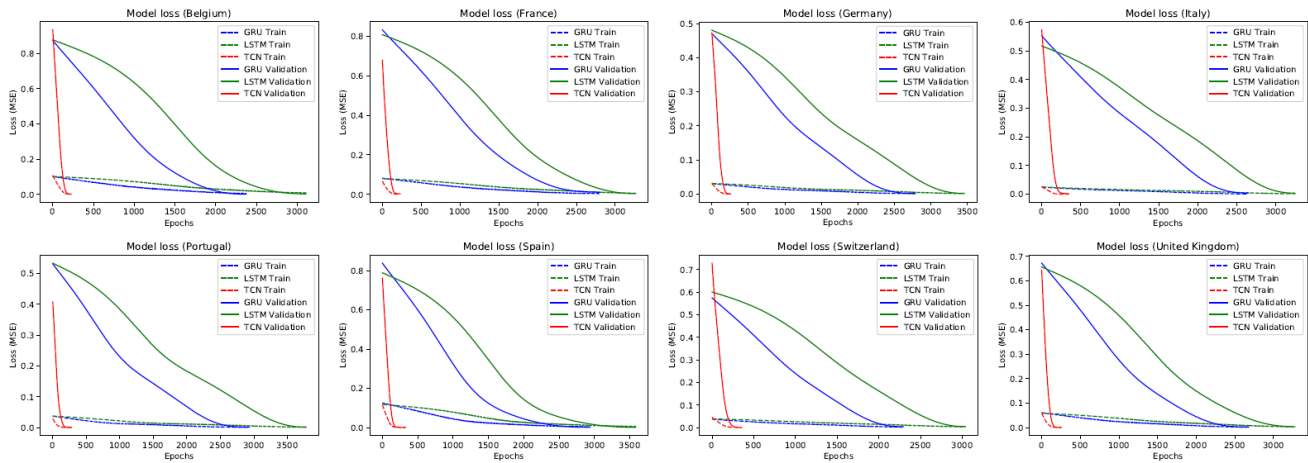 Model loss (Belgium)
Loss (MSE)
0.8
0.6
0.4
0.2
0.0
GRU Train
LSTM Train
TCN Train
GRU Validation
LSTM Validation
TCN Validation
0 500 1000 1500 2000 2500 3000
Epochs
Model loss (France)
Loss (MSE)
0.8
0.6
0.4
0.2
0.0
GRU Train
LSTM Train
TCN Train
GRU Validation
LSTM Validation
TCN Validation
0 500 1000 1500 2000 2500 3000 3500
Epochs
Model loss (Germany)
Loss (MSE)
0.5
0.4
0.3
0.2
0.1
0.0
GRU Train
LSTM Train
TCN Train
GRU Validation
LSTM Validation
TCN Validation
0 500 1000 1500 2000 2500 3000 3500
Epochs
Model loss (Italy)
Loss (MSE)
0.6
0.5
0.4
0.3
0.2
0.1
0.0
GRU Train
LSTM Train
TCN Train
GRU Validation
LSTM Validation
TCN Validation
0 500 1000 1500 2000 2500 3000
Epochs
Model loss (Portugal)
Loss (MSE)
0.5
0.4
0.3
0.2
0.1
0.0
GRU Train
LSTM Train
TCN Train
GRU Validation
LSTM Validation
TCN Validation
0 500 1000 1500 2000 2500 3000 3500
Epochs
Model loss (Spain)
Loss (MSE)
0.8
0.6
0.4
0.2
0.0
GRU Train
LSTM Train
TCN Train
GRU Validation
LSTM Validation
TCN Validation
0 500 1000 1500 2000 2500 3000 3500
Epochs
Model loss (Switzerland)
Loss (MSE)
0.7
0.6
0.5
0.4
0.3
0.2
0.1
0.0
GRU Train
LSTM Train
TCN Train
GRU Validation
LSTM Validation
TCN Validation
0 500 1000 1500 2000 2500 3000
Epochs
Model loss (United Kingdom)
Loss (MSE)
0.7
0.6
0.5
0.4
0.3
0.2
0.1
0.0
GRU Train
LSTM Train
TCN Train
GRU Validation
LSTM Validation
TCN Validation
0 500 1000 1500 2000 2500 3000
Epochs